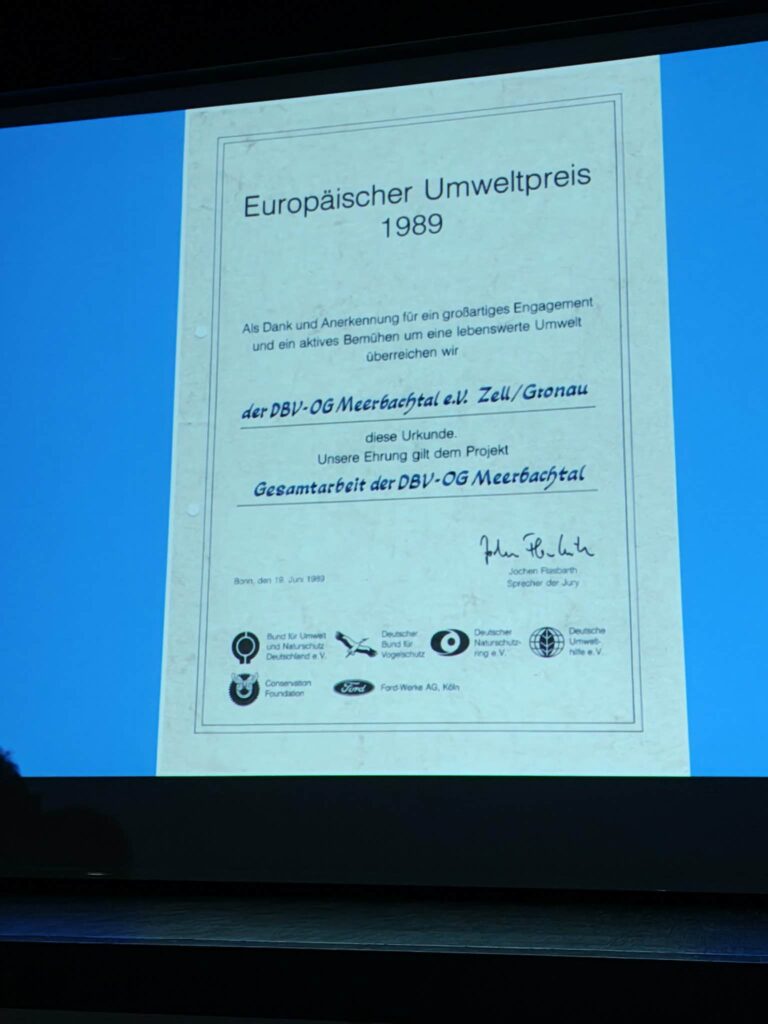 Europäischer Umweltpreis
1989
Als Dank und Anerkennung für ein großartiges Engagement
und ein aktives Bemühen um eine lebenswerte Umwelt
überreichen wir
der DBV-OG Meerbachtal e.V. Zell/Gronau
diese Urkunde.
Unsere Ehrung gilt dem Projekt
Gesamtarbeit der DBV-OG Meerbachtal
Bonn, den 19. Juni 1989
Jochen Flasbarth
Sprecher der Jury
Bund für Umwelt
und Naturschutz
Deutschland e.V.
Deutscher
Bund für
Vogelschutz
Deutscher
Naturschutz-
ring e.V.
Deutsche
Umwelt-
hilfe e.V.
Conservation
Foundation
Ford
Ford-Werke AG, Köln